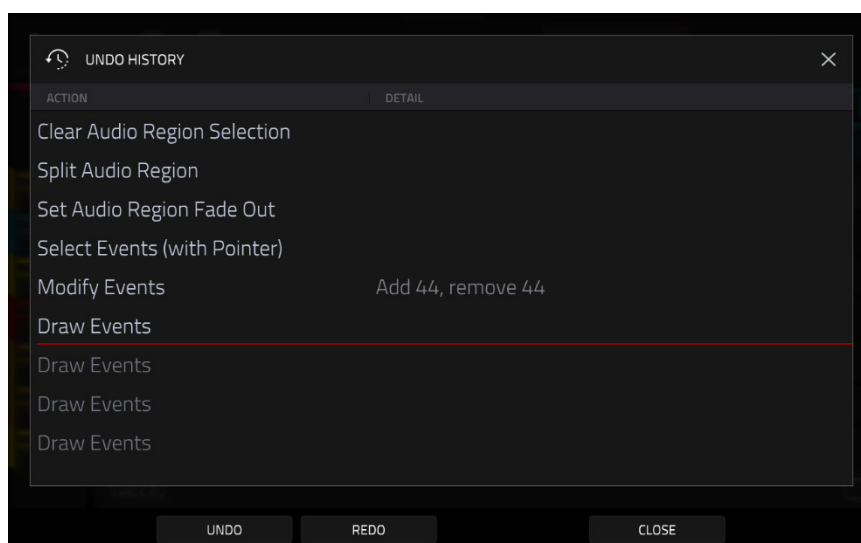 UNDO HISTORY
ACTION DETAIL
Clear Audio Region Selection
Split Audio Region
Set Audio Region Fade Out
Select Events (with Pointer)
Modify Events Add 44, remove 44
Draw Events
Draw Events
Draw Events
Draw Events
UNDO REDO CLOSE